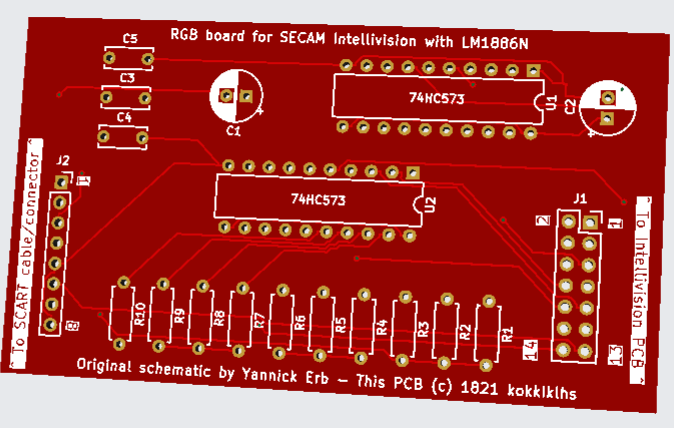 RGB board for SECAM Intellivision with LM1886N
C5
C3
C4
C1
+
74HC573
U1
C2
+
J2
1
8
^ To SCART cable/connector ^
74HC573
U2
J1
2
1
14
13
^ To Intellivision PCB ^
R10
R9
R8
R7
R6
R5
R4
R3
R2
R1
Original schematic by Yannick Erb – This PCB (c) 1821 kokkiklhs